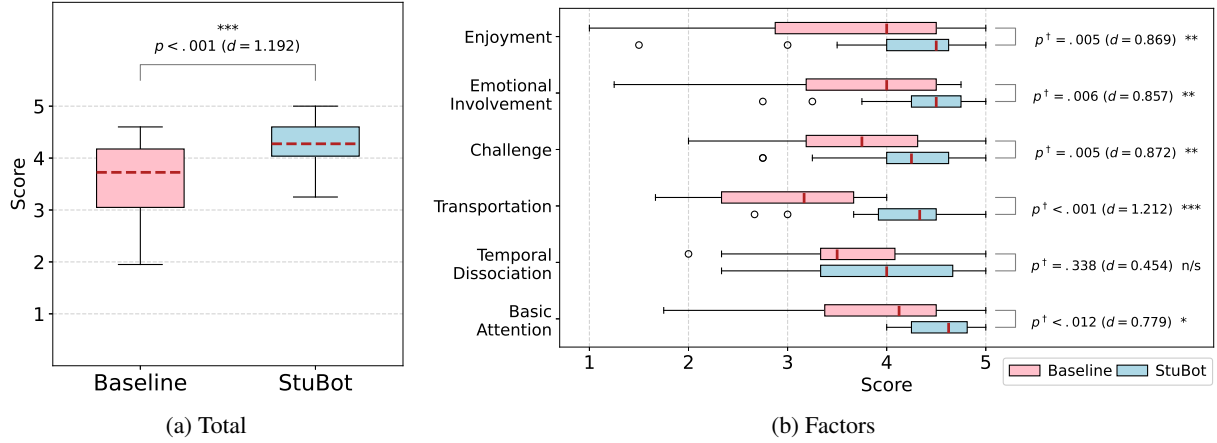 ***
p < .001 (d = 1.192)
5
4
3
2
1
Score
Baseline
StuBot
(a) Total
Enjoyment
p† = .005 (d = 0.869) **
Emotional
Involvement
p† = .006 (d = 0.857) **
Challenge
p† = .005 (d = 0.872) **
Transportation
p† < .001 (d = 1.212) ***
Temporal
Dissociation
p† = .338 (d = 0.454) n/s
Basic
Attention
p† < .012 (d = 0.779) *
1 2 3 4 5
Score
Baseline StuBot
(b) Factors